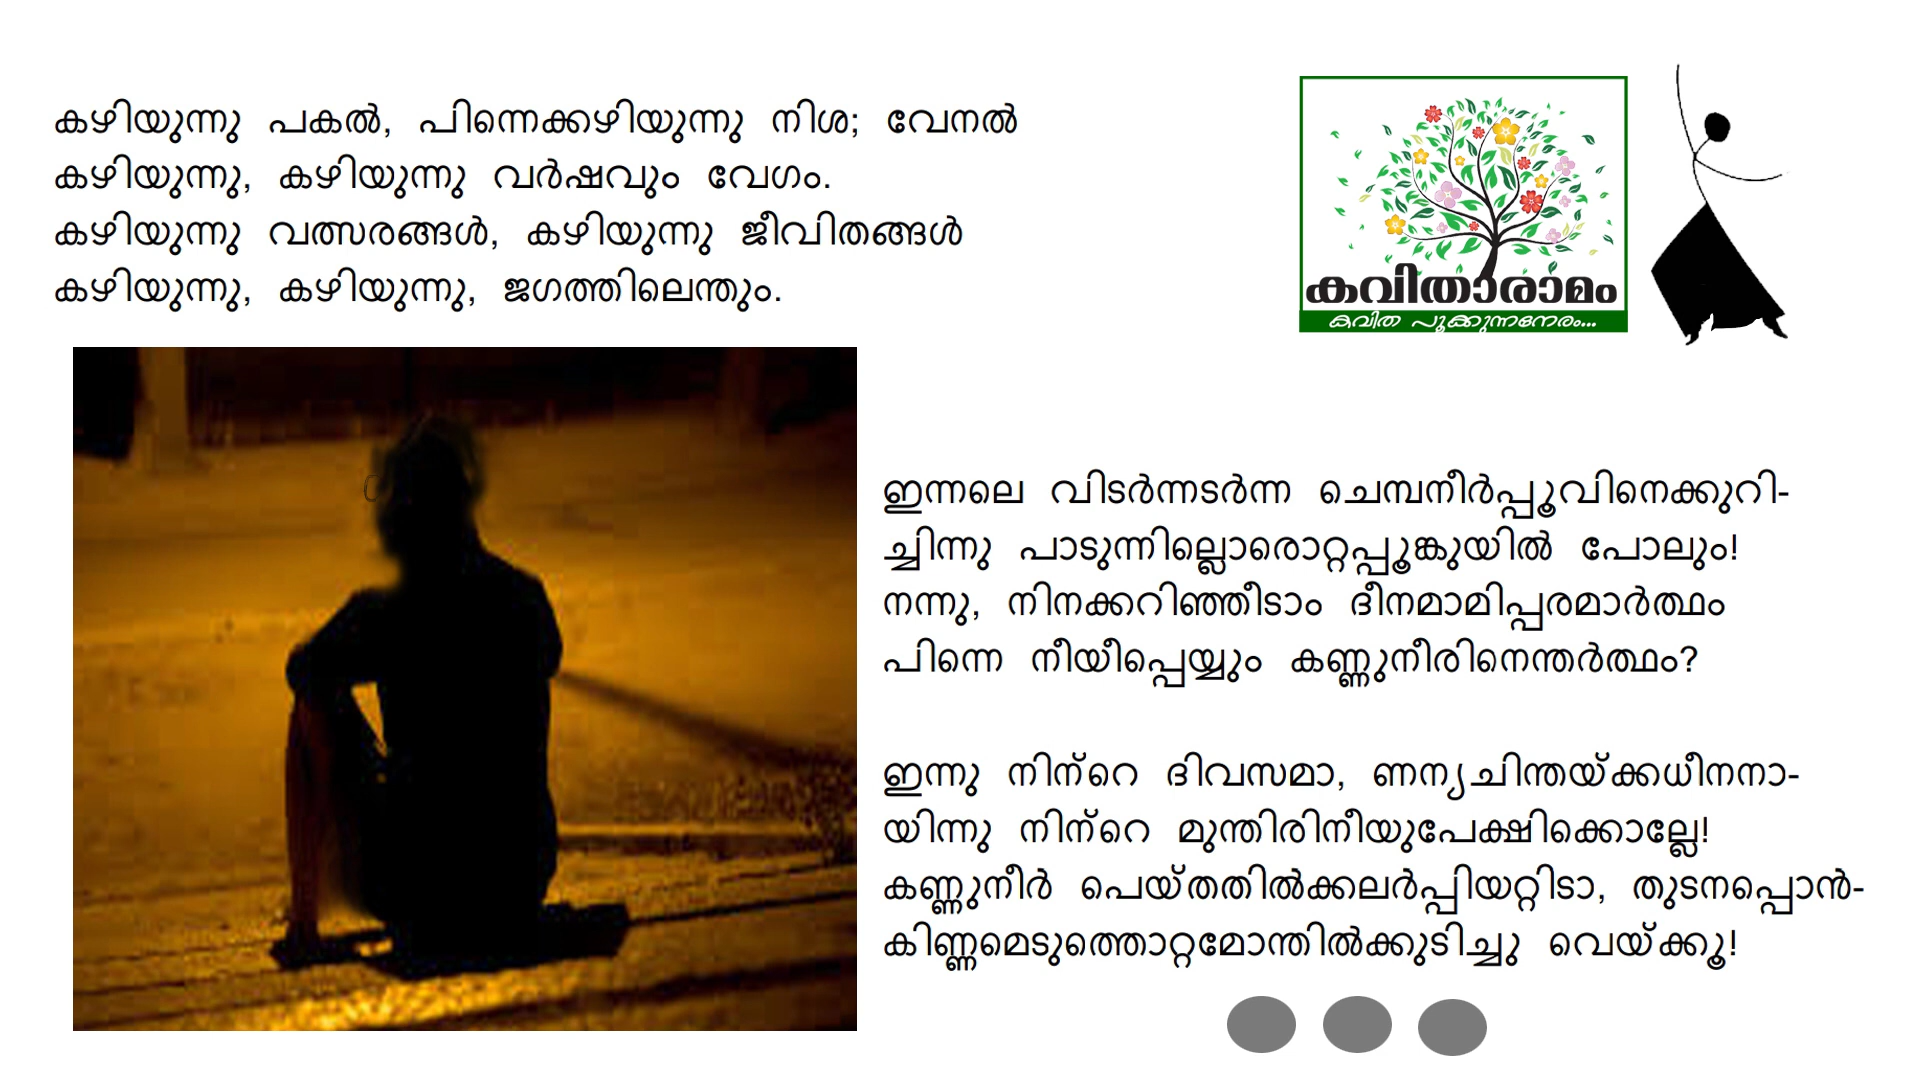 കഴിയുന്നു പകൽ, പിന്നെക്കഴിയുന്നു നിശ; വേനൽ
കഴിയുന്നു, കഴിയുന്നു വർഷവും വേഗം.
കഴിയുന്നു വത്സരങ്ങൾ, കഴിയുന്നു ജീവിതങ്ങൾ
കഴിയുന്നു, കഴിയുന്നു, ജഗത്തിലെന്തും.
കവിതാരാമം
കവിത പൂക്കുന്നനേരം...
ഇന്നലെ വിടർന്നടർന്ന ചെമ്പനീർപ്പൂവിനെക്കുറി-
ച്ചിന്നു പാടുന്നില്ലൊരൊറ്റപ്പൂങ്കുയിൽ പോലും!
നന്നു, നിനക്കറിഞ്ഞീടാം ദീനമാമിപ്പരമാർത്ഥം
പിന്നെ നീയീപ്പെയ്യും കണ്ണുനീരിനെന്തർത്ഥം?
ഇന്നു നിന്റെ ദിവസമാ, ണന്യചിന്തയ്ക്കധീനനാ-
യിന്നു നിന്റെ മുന്തിരിനീയുപേക്ഷിക്കൊല്ലേ!
കണ്ണുനീർ പെയ്തതിൽക്കലർപ്പിയറ്റിടാ, തുടനപ്പൊൻ-
കിണ്ണമെടുത്തൊറ്റമോന്തിൽക്കുടിച്ചു വെയ്ക്കൂ!